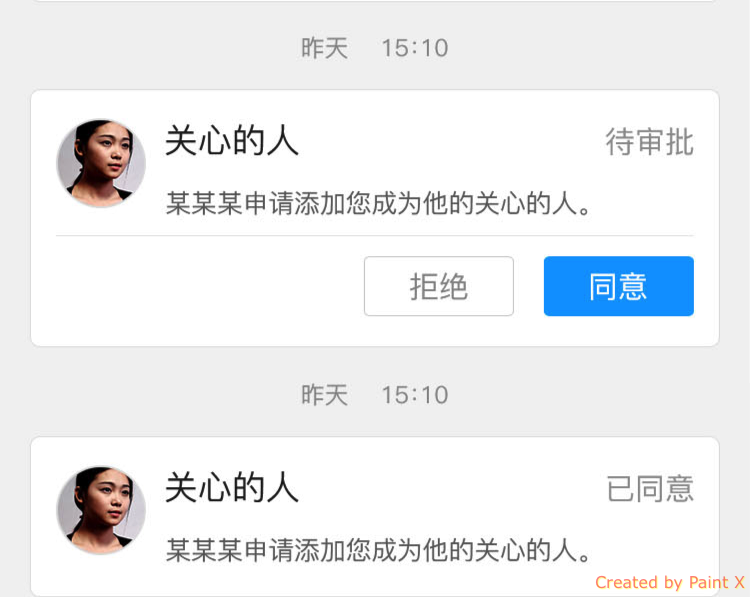 昨天 15:10
关心的人
待审批
某某某申请添加您成为他的关心的人。
拒绝
同意
昨天 15:10
关心的人
已同意
某某某申请添加您成为他的关心的人。
Created by Paint X